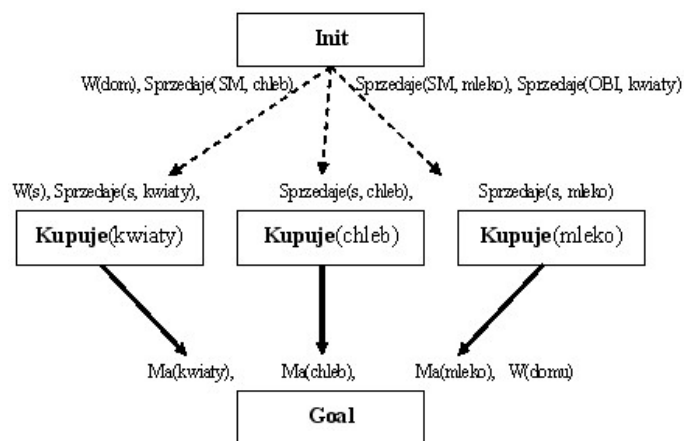 Init
W(dom), Sprzedaje(SM, chleb), Sprzedaje(SM, mleko), Sprzedaje(OBI, kwiaty)
W(s), Sprzedaje(s, kwiaty), Sprzedaje(s, chleb), Sprzedaje(s, mleko)
Kupuje(kwiaty) Kupuje(chleb) Kupuje(mleko)
Ma(kwiaty), Ma(chleb), Ma(mleko), W(domu)
Goal